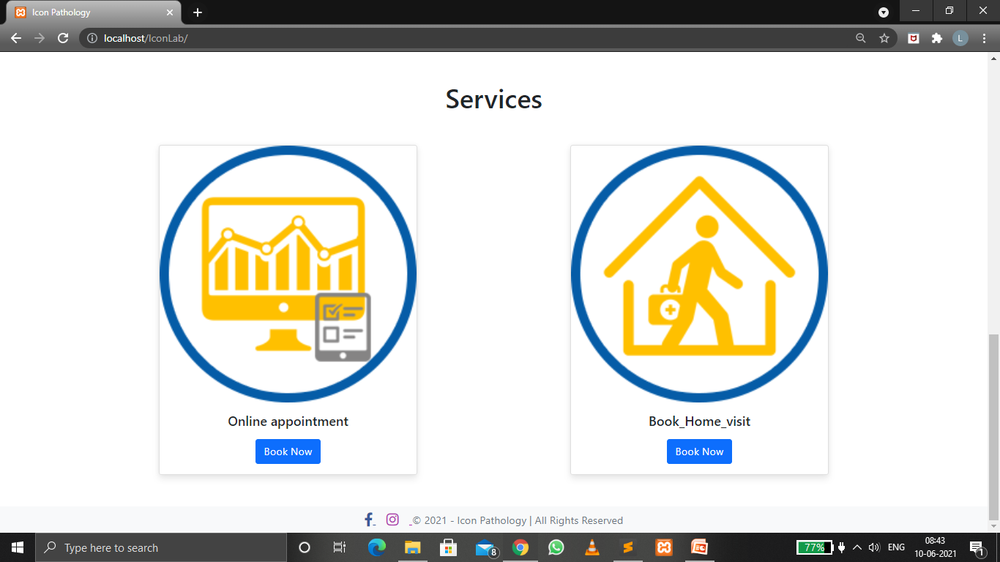 Icon Pathology
localhost/IconLab/
L
Services
Online appointment
Book_Home_visit
Book Now
Book Now
_ _© 2021 - Icon Pathology | All Rights Reserved
Type here to search
8
77%
ENG
08:43
10-06-2021
1